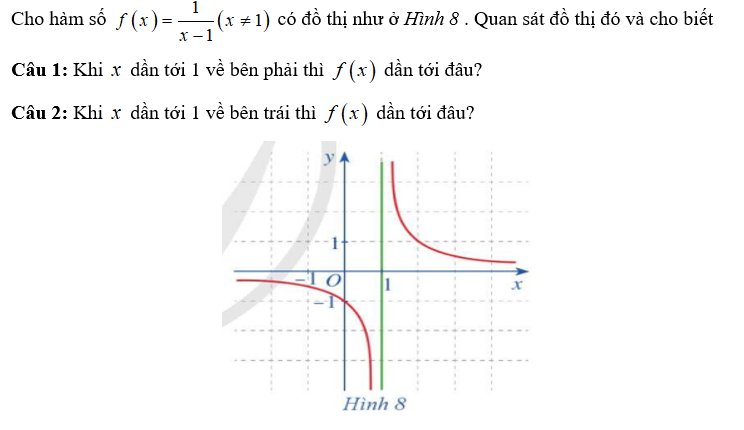 Cho hàm số f(x) = 1/(x − 1) (x ≠ 1) có đồ thị như ở Hình 8 . Quan sát đồ thị đó và cho biết
Câu 1: Khi x dần tới 1 về bên phải thì f(x) dần tới đâu?
Câu 2: Khi x dần tới 1 về bên trái thì f(x) dần tới đâu?
y
1
−1 O 1 x
−1
Hình 8